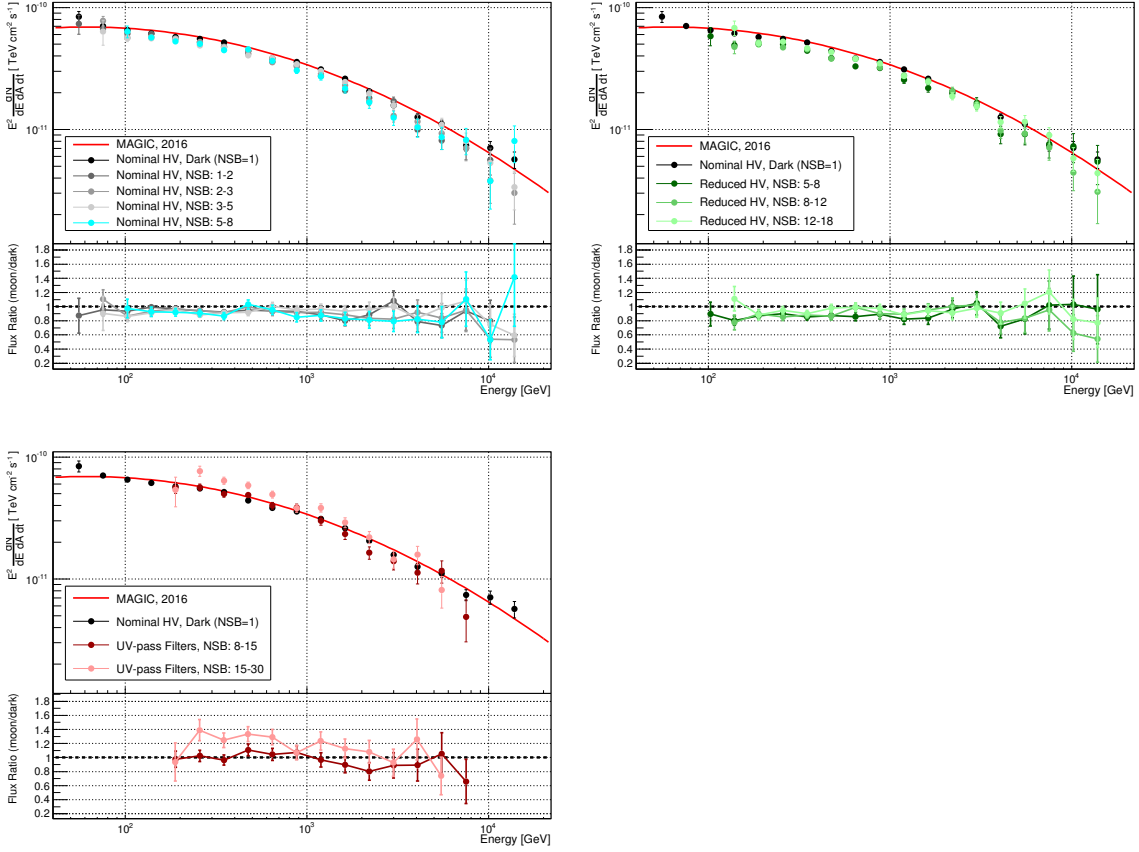 10⁻¹⁰
10⁻¹¹
E² dN/dE dA dt [ TeV cm⁻² s⁻¹ ]
MAGIC, 2016
Nominal HV, Dark (NSB=1)
Nominal HV, NSB: 1-2
Nominal HV, NSB: 2-3
Nominal HV, NSB: 3-5
Nominal HV, NSB: 5-8
Flux Ratio (moon/dark)
1.8
1.6
1.4
1.2
1
0.8
0.6
0.4
0.2
10²
10³
10⁴
Energy [GeV]
10⁻¹⁰
10⁻¹¹
E² dN/dE dA dt [ TeV cm⁻² s⁻¹ ]
MAGIC, 2016
Nominal HV, Dark (NSB=1)
Reduced HV, NSB: 5-8
Reduced HV, NSB: 8-12
Reduced HV, NSB: 12-18
Flux Ratio (moon/dark)
1.8
1.6
1.4
1.2
1
0.8
0.6
0.4
0.2
10²
10³
10⁴
Energy [GeV]
10⁻¹⁰
10⁻¹¹
E² dN/dE dA dt [ TeV cm⁻² s⁻¹ ]
MAGIC, 2016
Nominal HV, Dark (NSB=1)
UV-pass Filters, NSB: 8-15
UV-pass Filters, NSB: 15-30
Flux Ratio (moon/dark)
1.8
1.6
1.4
1.2
1
0.8
0.6
0.4
0.2
10²
10³
10⁴
Energy [GeV]